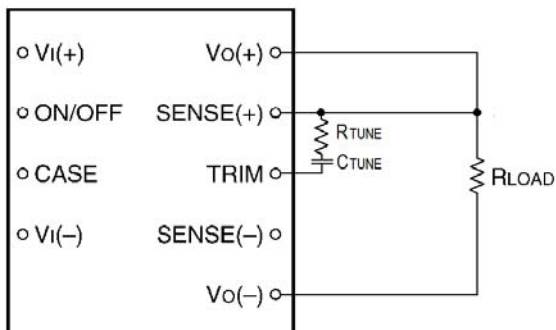 VI(+)
VO(+)
ON/OFF
SENSE(+)
RTUNE
CTUNE
CASE
TRIM
RLOAD
VI(–)
SENSE(–)
VO(–)